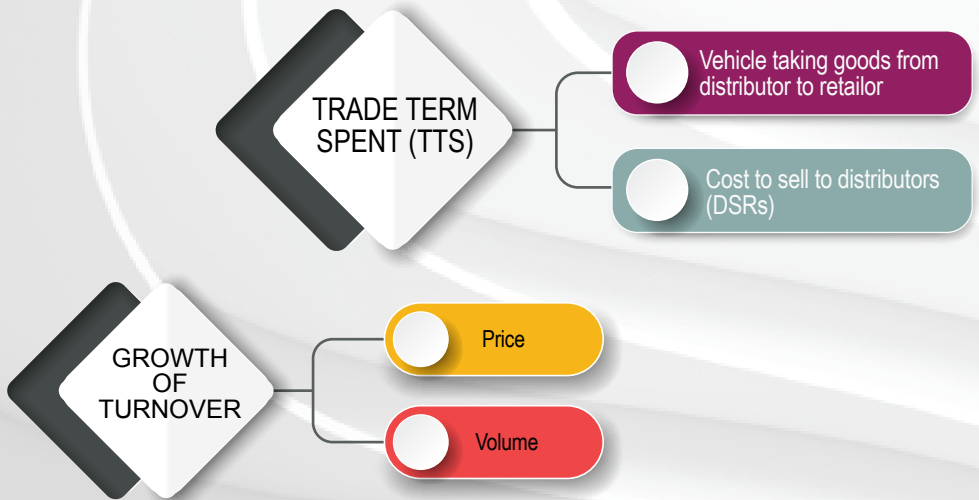 TRADE TERM
SPENT (TTS)
Vehicle taking goods from
distributor to retailor
Cost to sell to distributors
(DSRs)
GROWTH
OF
TURNOVER
Price
Volume